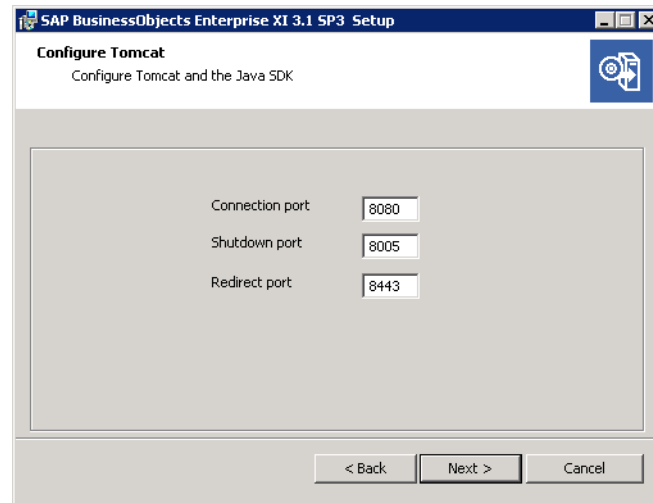 SAP BusinessObjects Enterprise XI 3.1 SP3 Setup
Configure Tomcat
Configure Tomcat and the Java SDK
Connection port 8080
Shutdown port 8005
Redirect port 8443
< Back Next > Cancel